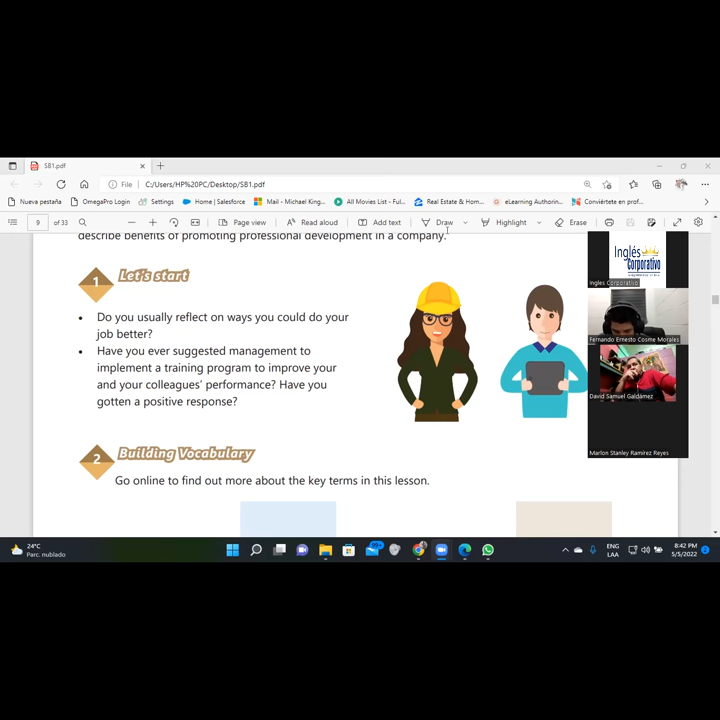 SB1.pdf
File
C:/Users/HP%20PC/Desktop/SB1.pdf
Nueva pestaña
OmegaPro Login
Settings
Home | Salesforce
Mail - Michael King...
All Movies List - Ful...
Real Estate & Hom...
eLearning Authorin...
Conviértete en prof...
9 of 33
Page view
Read aloud
Add text
Draw
Highlight
Erase
describe benefits of promoting professional development in a company.
1 Let's start
• Do you usually reflect on ways you could do your
job better?
• Have you ever suggested management to
implement a training program to improve your
and your colleagues' performance? Have you
gotten a positive response?
2 Building Vocabulary
Go online to find out more about the key terms in this lesson.
Inglés
Corporativo
Ingles Corporativo
Fernando Ernesto Cosme Morales
David Samuel Galdámez
Marlon Stanley Ramírez Reyes
24°C
Parc. nublado
ENG
LAA
8:42 PM
5/5/2022